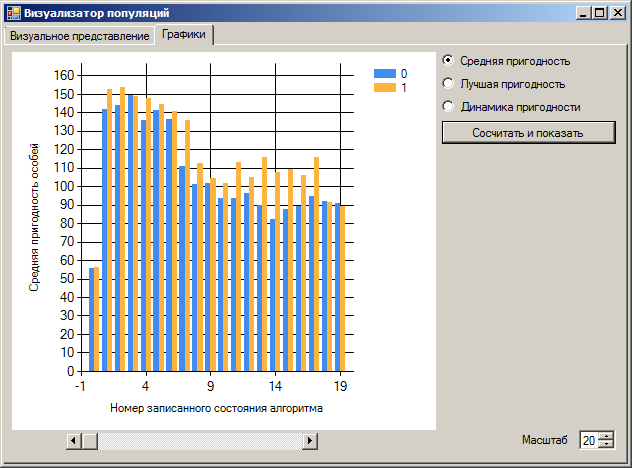 Визуализатор популяций
Визуальное представление
Графики
Средняя пригодность особей
160
150
140
130
120
110
100
90
80
70
60
50
40
30
20
10
0
-1
4
9
14
19
Номер записанного состояния алгоритма
0
1
Средняя пригодность
Лучшая пригодность
Динамика пригодности
Сосчитать и показать
Масштаб
20